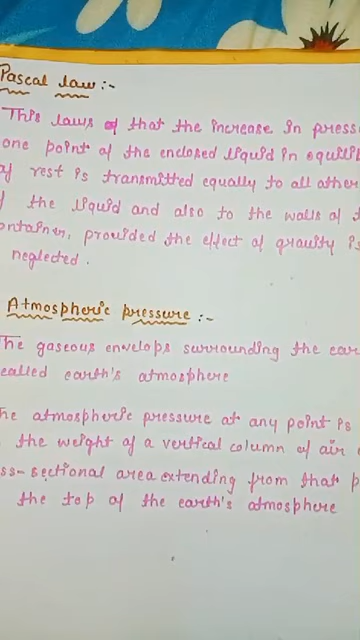 Pascal law :-
This laws of that the increase in press
one point of the enclosed liquid in equili
of rest is transmitted equally to all other
the liquid and also to the walls of
ontainer, provided the effect of gravity is
neglected.
Atmospheric pressure :-
The gaseous envelops surrounding the ear
called earth's atmosphere
he atmospheric pressure at any point is
the weight of a vertical column of air
ss-sectional area extending from that p
the top of the earth's atmosphere